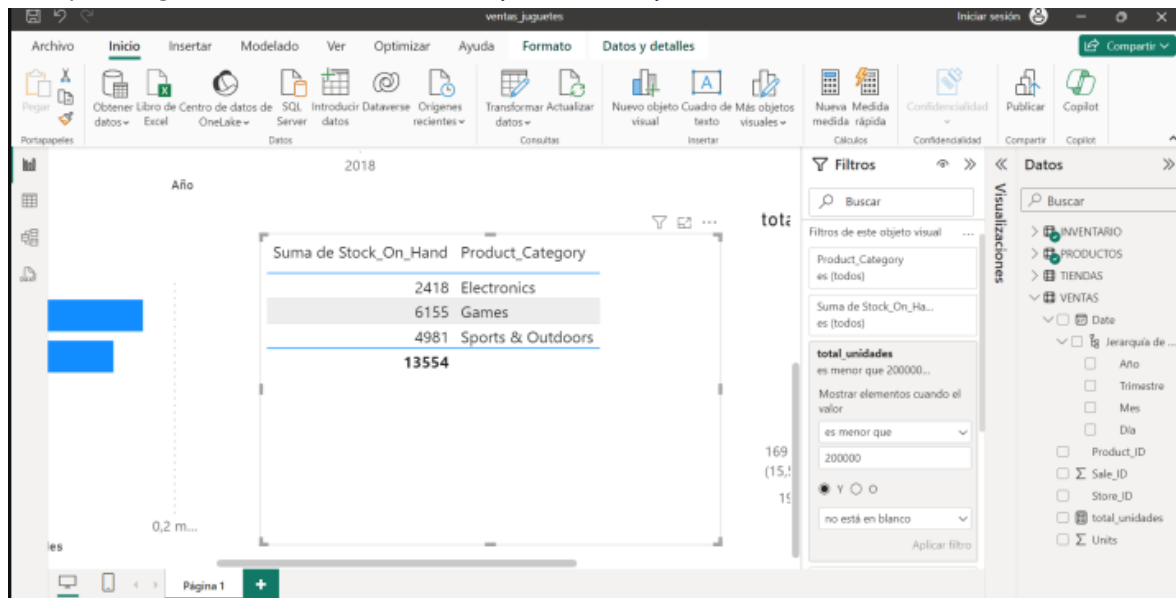 ventas_juguetes
Iniciar sesión
Archivo Inicio Insertar Modelado Ver Optimizar Ayuda Formato Datos y detalles
Compartir
Pegar
Obtener datos
Libro de Excel
Centro de datos de OneLake
SQL Server
Introducir datos
Dataverse
Orígenes recientes
Transformar datos
Actualizar
Nuevo objeto visual
Cuadro de texto
Más objetos visuales
Nueva medida
Medida rápida
Confidencialidad
Publicar
Copilot
Portapapeles
Datos
Consultas
Insertar
Cálculos
Confidencialidad
Compartir
Copilot
2018
Año
tota
Suma de Stock_On_Hand Product_Category
2418 Electronics
6155 Games
4981 Sports & Outdoors
13554
169
(15,5
19
0,2 m...
es
Filtros
Buscar
Filtros de este objeto visual ...
Product_Category
es (todos)
Suma de Stock_On_Ha...
es (todos)
total_unidades
es menor que 200000...
Mostrar elementos cuando el
valor
es menor que
200000
Y O
no está en blanco
Aplicar filtro
Visualizaciones
Datos
Buscar
INVENTARIO
PRODUCTOS
TIENDAS
VENTAS
Date
Jerarquía de ...
Año
Trimestre
Mes
Día
Product_ID
Sale_ID
Store_ID
total_unidades
Units
Página 1